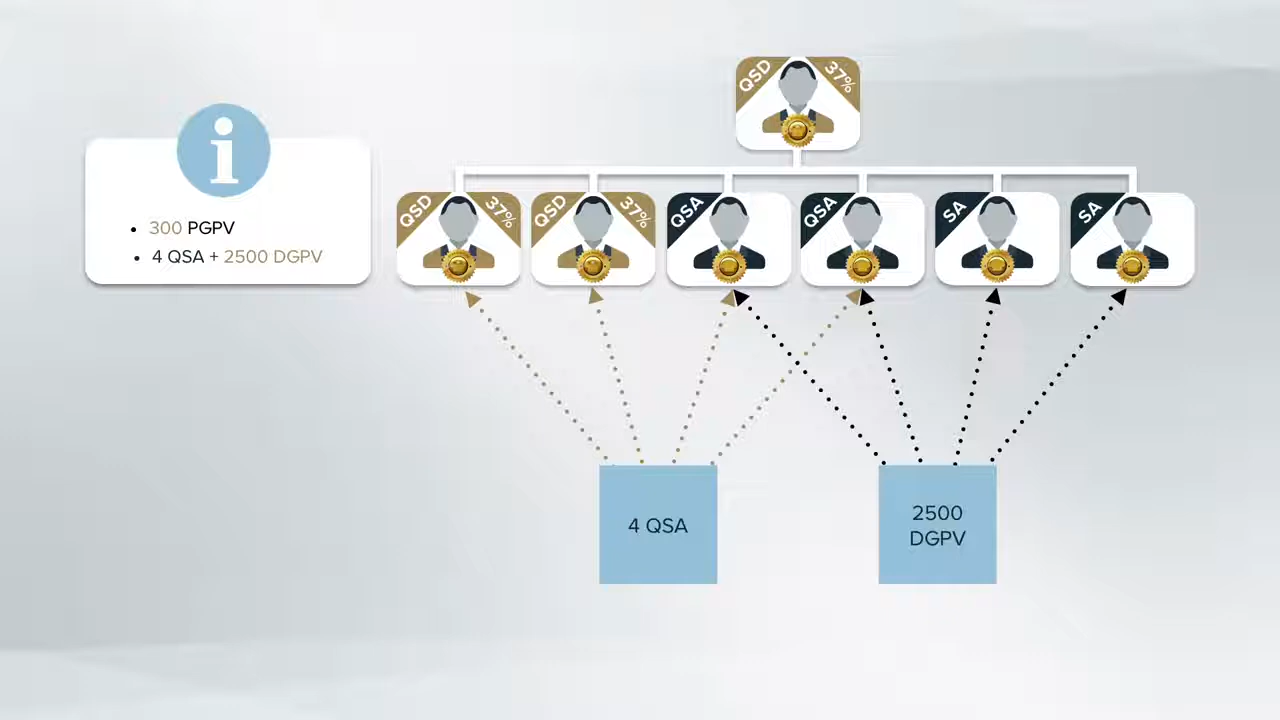 QSD 37%
• 300 PGPV
• 4 QSA + 2500 DGPV
QSD 37%
QSD 37%
QSA
QSA
SA
SA
4 QSA
2500
DGPV